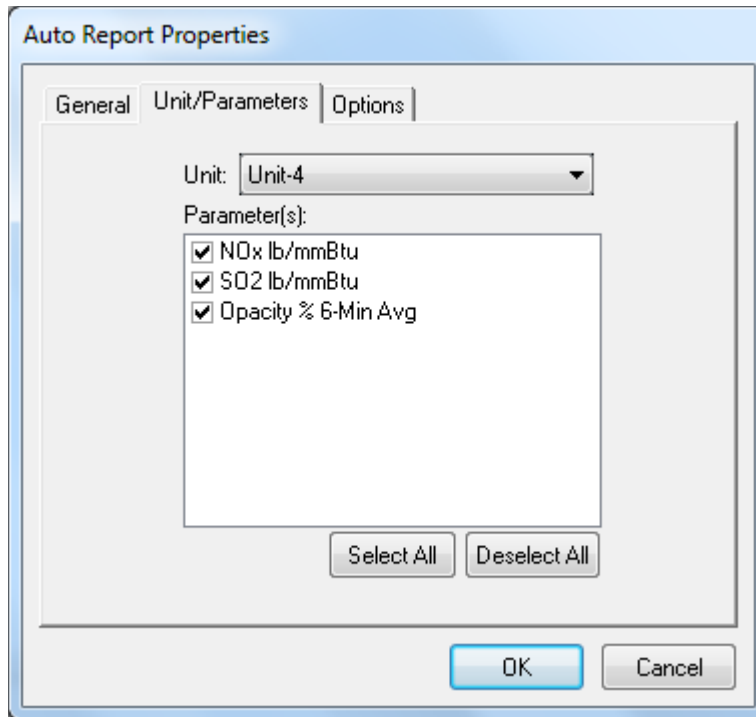 Auto Report Properties
General Unit/Parameters Options
Unit: Unit-4
Parameter(s):
NOx lb/mmBtu
SO2 lb/mmBtu
Opacity % 6-Min Avg
Select All Deselect All
OK Cancel